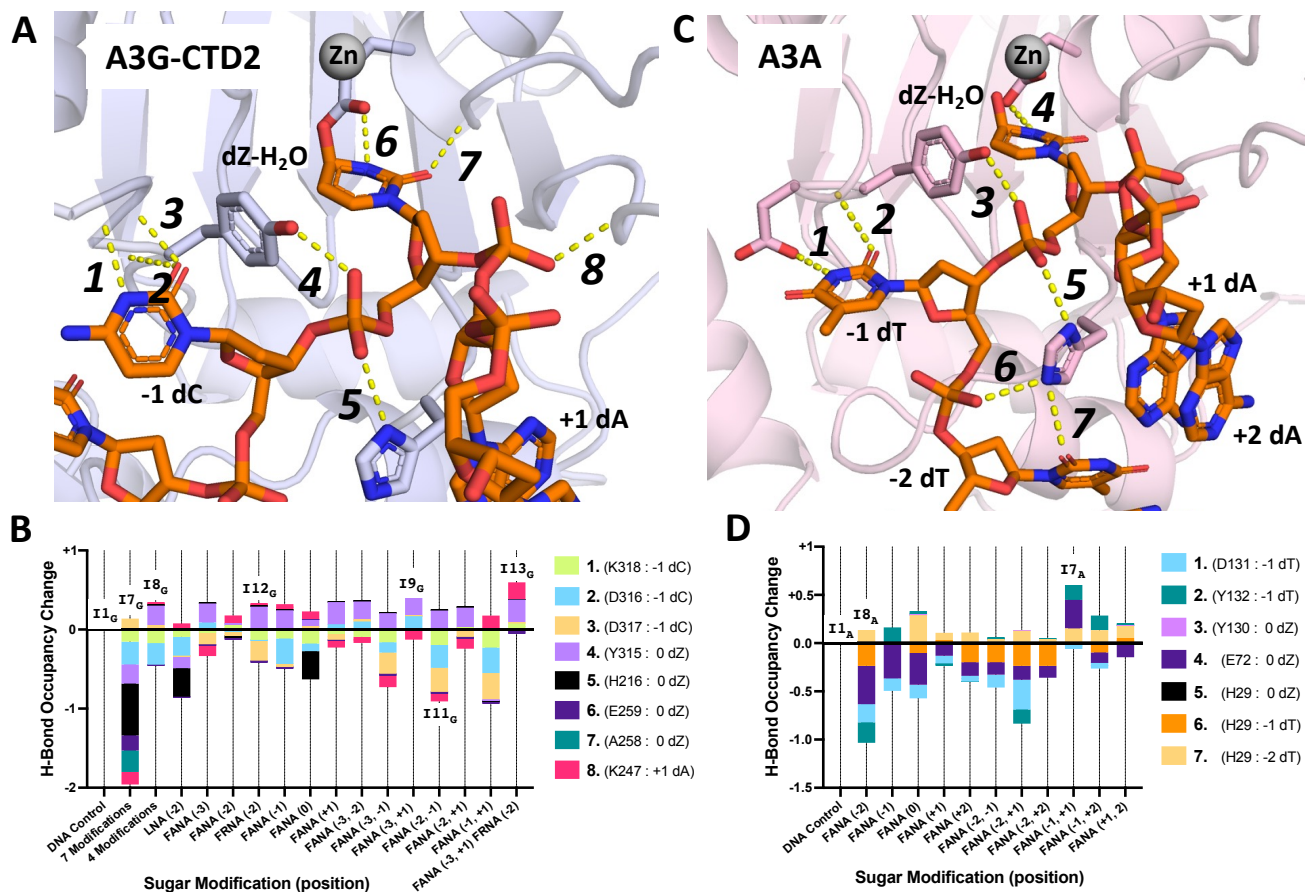 A
A3G-CTD2
Zn
dZ-H2O
6
7
3
1
2
4
8
-1 dC
5
+1 dA
C
A3A
Zn
dZ-H2O
4
3
2
1
5
-1 dT
+1 dA
6
7
+2 dA
-2 dT
B
H-Bond Occupancy Change
+1
0
-1
-2
I1G
I7G
I8G
I12G
I9G
I11G
I13G
DNA Control
7 Modifications
4 Modifications
LNA (-2)
FANA (-3)
FANA (-2)
FRNA (-2)
FANA (-1)
FANA (0)
FANA (+1)
FANA (-3, -2)
FANA (-3, -1)
FANA (-3, +1)
FANA (-2, -1)
FANA (-2, +1)
FANA (-1, +1)
FANA (-3, +1) FRNA (-2)
Sugar Modification (position)
1. (K318 : -1 dC)
2. (D316 : -1 dC)
3. (D317 : -1 dC)
4. (Y315 : 0 dZ)
5. (H216 : 0 dZ)
6. (E259 : 0 dZ)
7. (A258 : 0 dZ)
8. (K247 : +1 dA)
D
H-Bond Occupancy Change
+1
+0.5
0.0
-0.5
-1.0
-1.5
I1A
I8A
I7A
DNA Control
FANA (-2)
FANA (-1)
FANA (0)
FANA (+1)
FANA (+2)
FANA (-2, -1)
FANA (-2, +1)
FANA (-2, +2)
FANA (-1, +1)
FANA (-1, +2)
FANA (+1, 2)
Sugar Modification (position)
1. (D131 : -1 dT)
2. (Y132 : -1 dT)
3. (Y130 : 0 dZ)
4. (E72 : 0 dZ)
5. (H29 : 0 dZ)
6. (H29 : -1 dT)
7. (H29 : -2 dT)